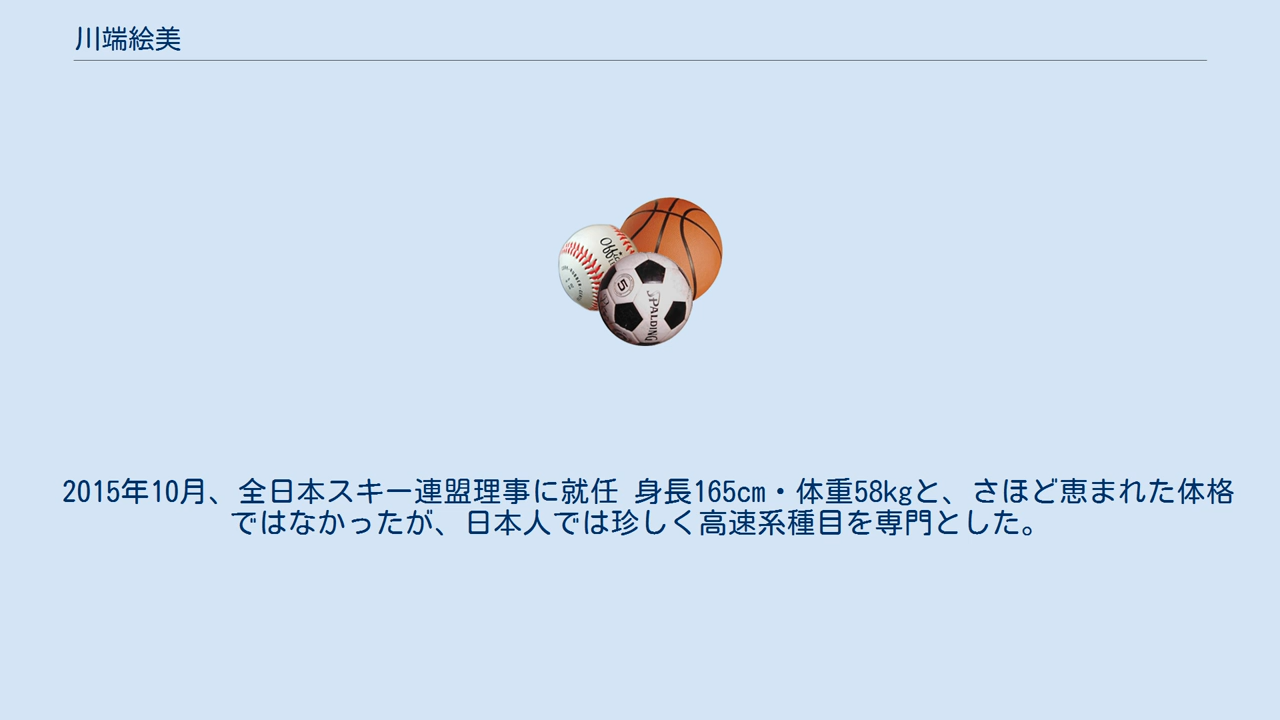 川端絵美
Offic
5
SPALDING
2015年10月、全日本スキー連盟理事に就任 身長165cm・体重58kgと、さほど恵まれた体格
ではなかったが、日本人では珍しく高速系種目を専門とした。